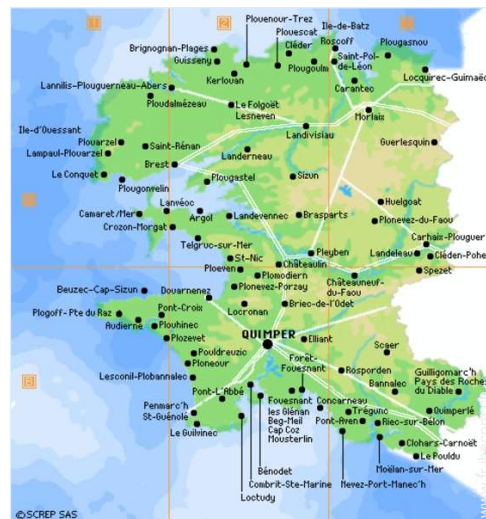 Plouenour-Trez
Ile-de-Batz
Plouescat
Brignogan-Plages
Cléder
Roscoff
Plougasnou
Guisseny
Saint-Pol-
de-Léon
Kerlouan
Plougoulm
Locquirec-Guimaëc
Lannilis-Plouguerneau-Abers
Carantec
Ploudalmézeau
Le Folgoët
Lesneven
Morlaix
Ile-d'Ouessant
Landivisiau
Plouarzel
Saint-Rénan
Guerlesquin
Lampaul-Plouarzel
Landerneau
Brest
Le Conquet
Sizun
Plougonvelin
Plougastel
Lanvéoc
Huelgoat
Camaret/Mer
Argol
Landevennec
Brasparts
Plonevez-du-Faou
Crozon-Morgat
Carhaix-Plouguer
Telgruc-sur-Mer
Pleyben
Landeleau
St-Nic
Cléden-Pohe
Ploeven
Châteaulin
Spezet
Plomodiern
Châteauneuf-
du-Faou
Beuzec-Cap-Sizun
Douarnenez
Plonevez-Porzay
Pont-Croix
Locronan
Briec-de-l'Odet
Plogoff-Pte du Raz
Audierne
Plouhinec
QUIMPER
Plozevet
Elliant
Scaer
Pouldreuzic
Forêt-
Fouesnant
Ploneour
Rosporden
Guilligomarc'h
Pays des Roches
du Diable
Lesconil-Plobannalec
Bannalec
Pont-L'Abbé
Fouesnant
les Glénan
Beg-Meil
Cap Coz
Mousterlin
Concarneau
Penmarc'h
St-Guénolé
Trégunc
Quimperlé
Pont-Aven
Riec-sur-Bélon
Le Guilvinec
Clohars-Carnoët
Le Pouldu
Bénodet
Moëlan-sur-Mer
Combrit-Ste-Marine
Nevez-Port-Manec'h
Loctudy
©SCREP SAS